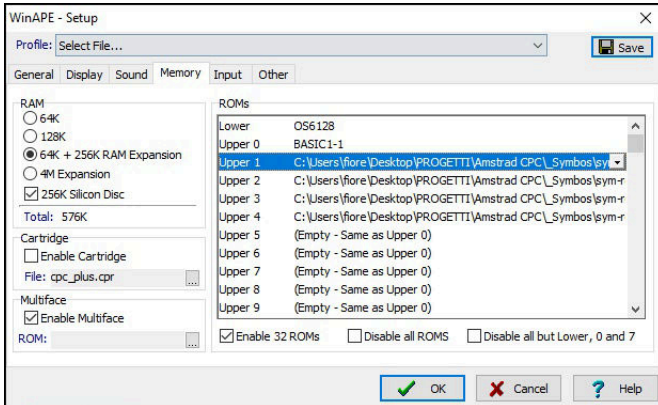 WinAPE - Setup
Profile: Select File... Save
General Display Sound Memory Input Other
RAM
64K
128K
64K + 256K RAM Expansion
4M Expansion
256K Silicon Disc
Total: 576K
Cartridge
Enable Cartridge
File: cpc_plus.cpr ...
Multiface
Enable Multiface
ROM: ...
ROMs
Lower OS6128
Upper 0 BASIC1-1
Upper 1 C:\Users\fiore\Desktop\PROGETTI\Amstrad CPC\_Symbos\sy
Upper 2 C:\Users\fiore\Desktop\PROGETTI\Amstrad CPC\_Symbos\sym-r
Upper 3 C:\Users\fiore\Desktop\PROGETTI\Amstrad CPC\_Symbos\sym-r
Upper 4 C:\Users\fiore\Desktop\PROGETTI\Amstrad CPC\_Symbos\sym-r
Upper 5 (Empty - Same as Upper 0)
Upper 6 (Empty - Same as Upper 0)
Upper 7 (Empty - Same as Upper 0)
Upper 8 (Empty - Same as Upper 0)
Upper 9 (Empty - Same as Upper 0)
Enable 32 ROMs Disable all ROMS Disable all but Lower, 0 and 7
OK Cancel ? Help